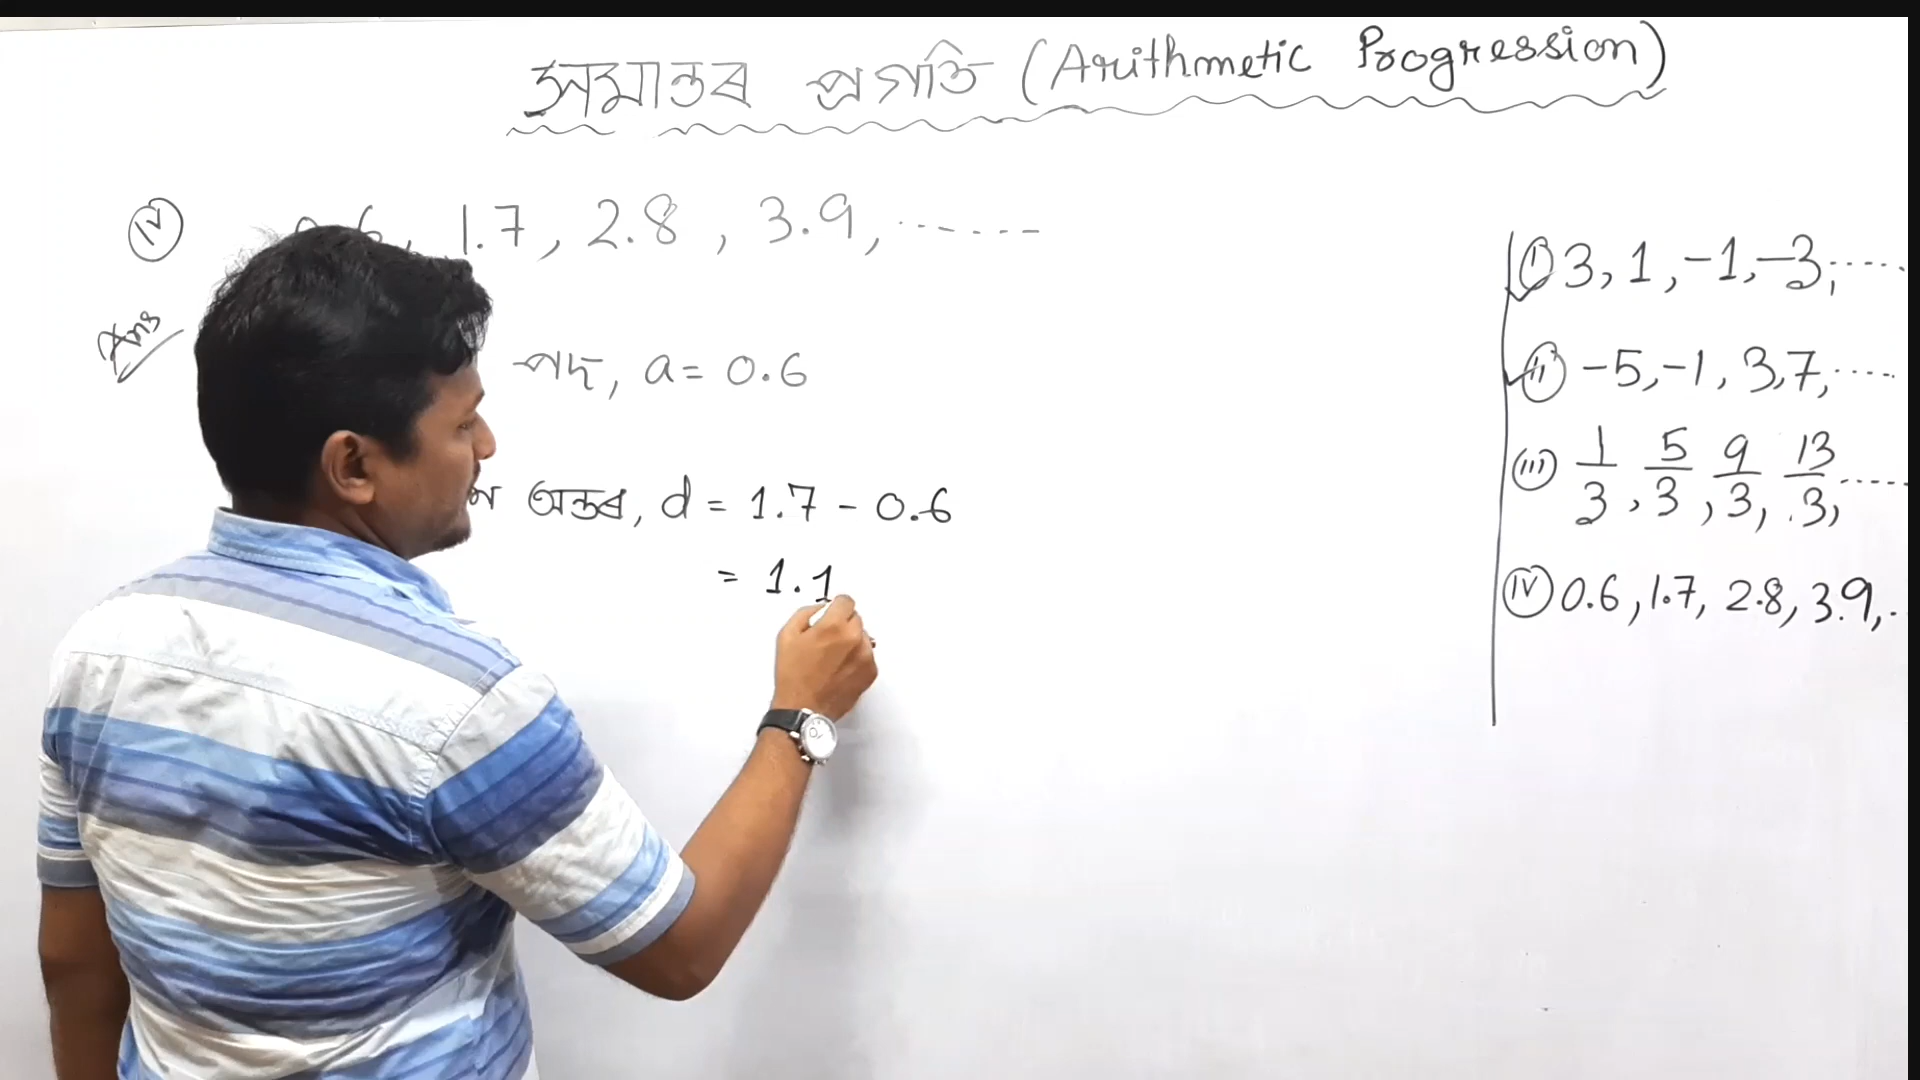 সমান্তৰ প্ৰগতি (Arithmetic Progression)
(iv) 0.6, 1.7, 2.8, 3.9, ------
Ans
পদ, a = 0.6
অন্তৰ, d = 1.7 - 0.6
= 1.1
(i) 3, 1, -1, -3, .....
(ii) -5, -1, 3, 7, .....
(iii) 1/3, 5/3, 9/3, 13/3, .....
(iv) 0.6, 1.7, 2.8, 3.9, ..